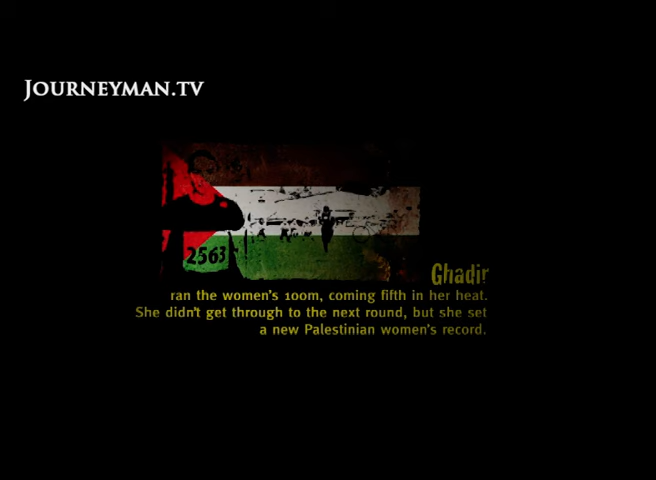 JOURNEYMAN.TV
2563
Ghadir
ran the women's 100m, coming fifth in her heat.
She didn't get through to the next round, but she set
a new Palestinian women's record.